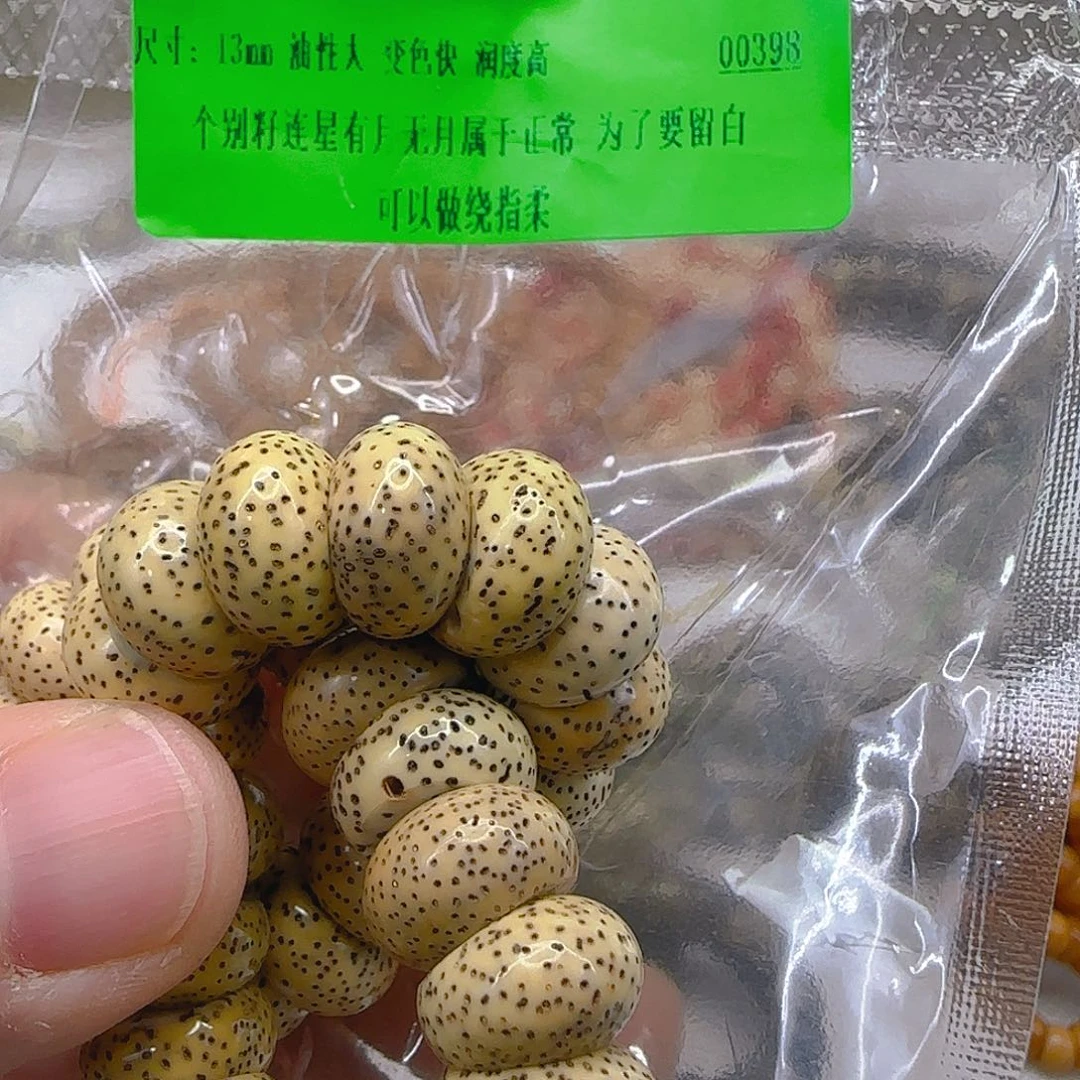 尺寸：13mm 油性大 变色快 润度高 00398
个别籽连星有月 无月属于正常 为了要留白
可以做绕指柔